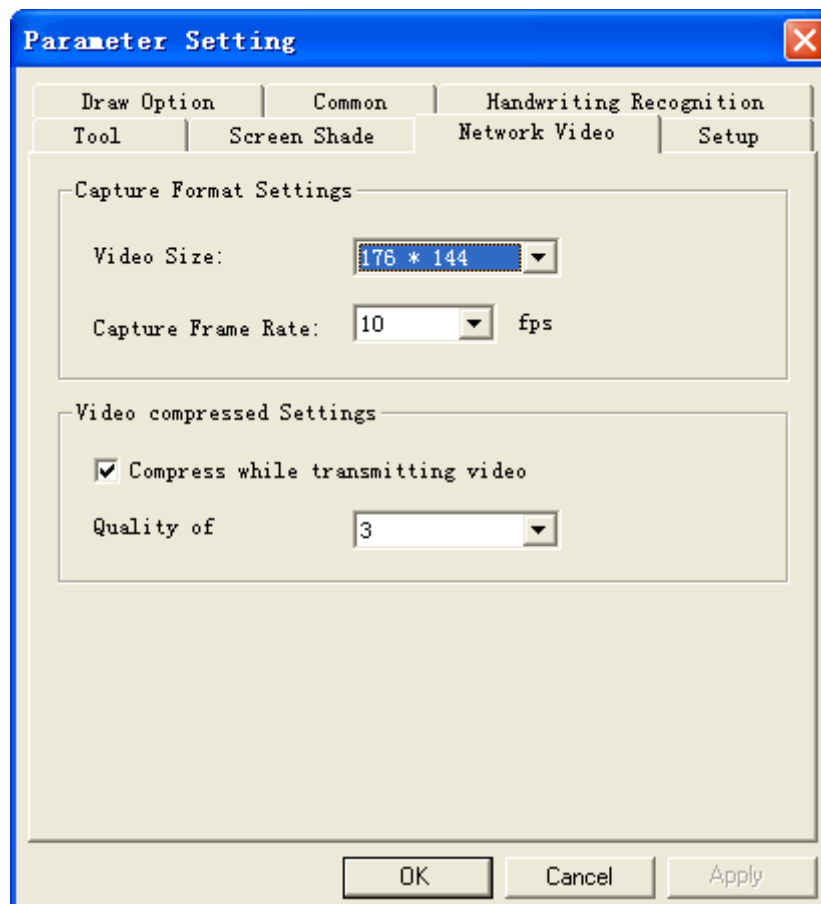 Parameter Setting
Draw Option Common Handwriting Recognition
Tool Screen Shade Network Video Setup
Capture Format Settings
Video Size: 176 * 144
Capture Frame Rate: 10 fps
Video compressed Settings
Compress while transmitting video
Quality of 3
OK Cancel Apply